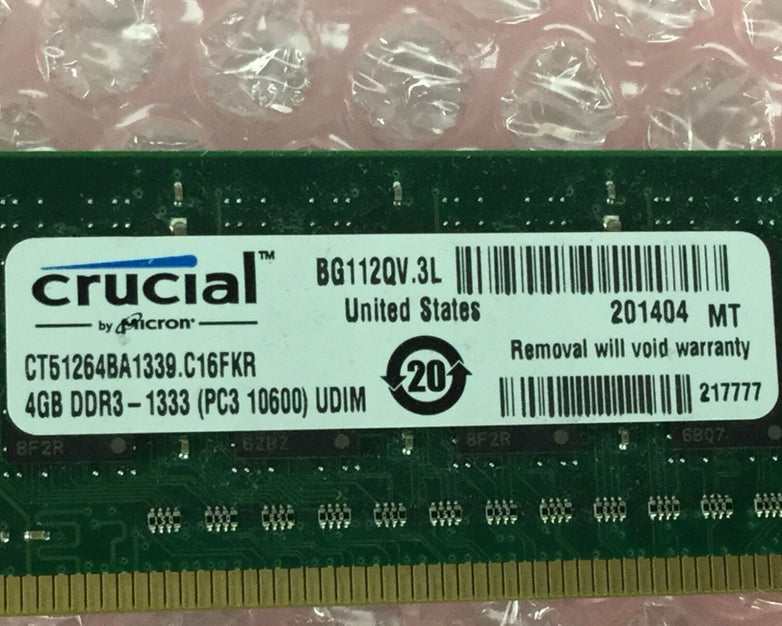 crucial™
by Micron®
BG112QV.3L
United States
201404 MT
CT51264BA1339.C16FKR
4GB DDR3-1333 (PC3 10600) UDIM
20
Removal will void warranty
217777
8F2R
6ZBZ
8F2R
6BQ7